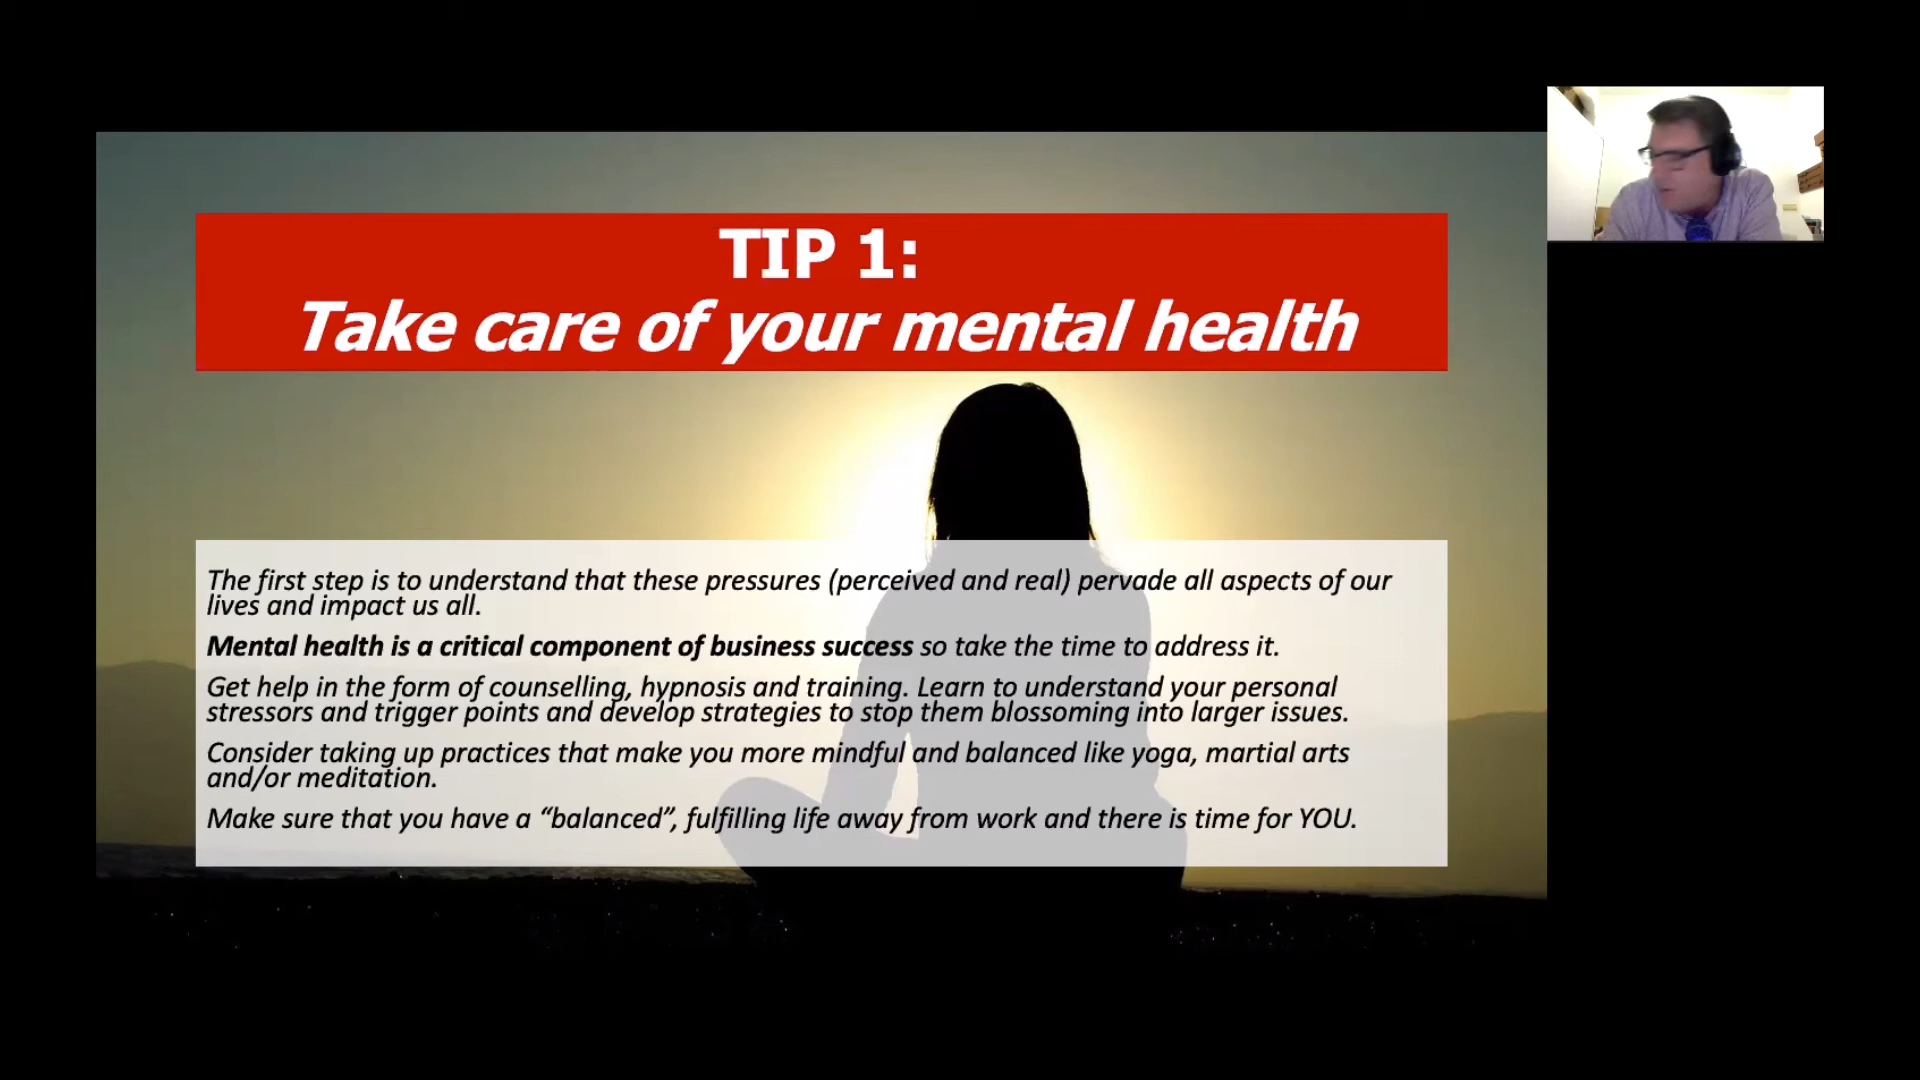 TIP 1:
Take care of your mental health
The first step is to understand that these pressures (perceived and real) pervade all aspects of our
lives and impact us all.
Mental health is a critical component of business success so take the time to address it.
Get help in the form of counselling, hypnosis and training. Learn to understand your personal
stressors and trigger points and develop strategies to stop them blossoming into larger issues.
Consider taking up practices that make you more mindful and balanced like yoga, martial arts
and/or meditation.
Make sure that you have a “balanced”, fulfilling life away from work and there is time for YOU.